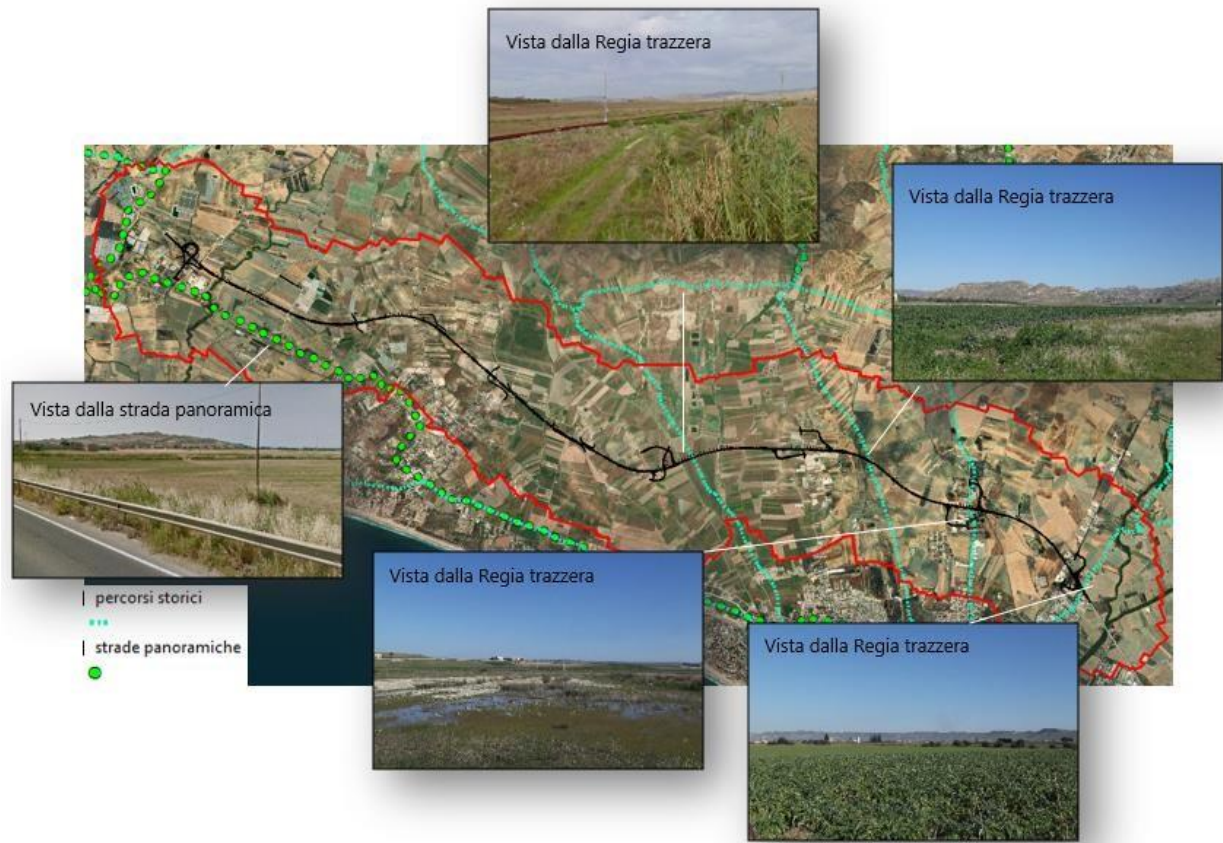 Vista dalla Regia trazzera
Vista dalla Regia trazzera
Vista dalla strada panoramica
Vista dalla Regia trazzera
Vista dalla Regia trazzera
percorsi storici
strade panoramiche